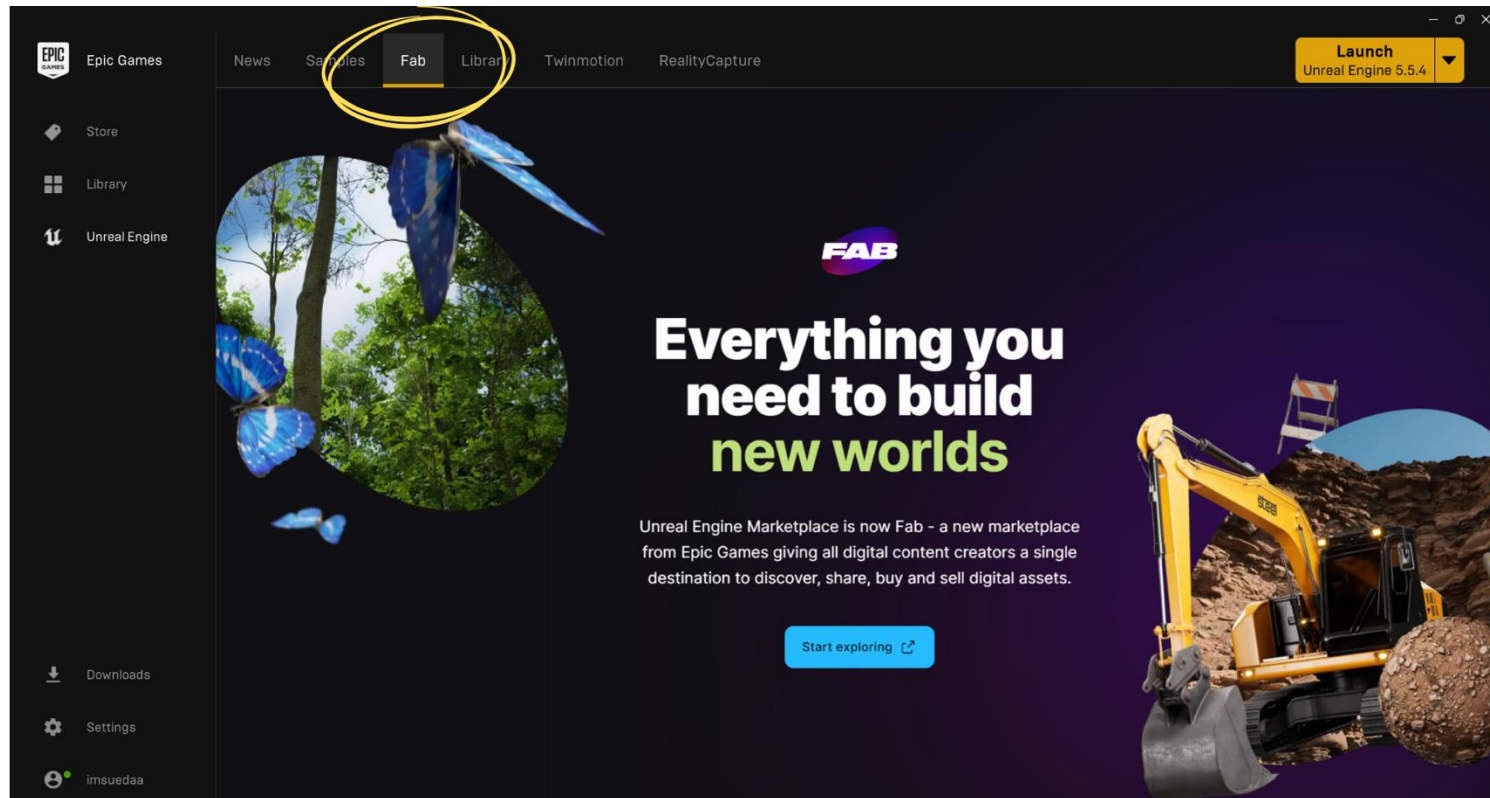 EPIC GAMES
Epic Games
News
Samples
Fab
Library
Twinmotion
RealityCapture
Launch
Unreal Engine 5.5.4
Store
Library
Unreal Engine
FAB
Everything you
need to build
new worlds
Unreal Engine Marketplace is now Fab - a new marketplace
from Epic Games giving all digital content creators a single
destination to discover, share, buy and sell digital assets.
Start exploring
Downloads
Settings
imsuedaa